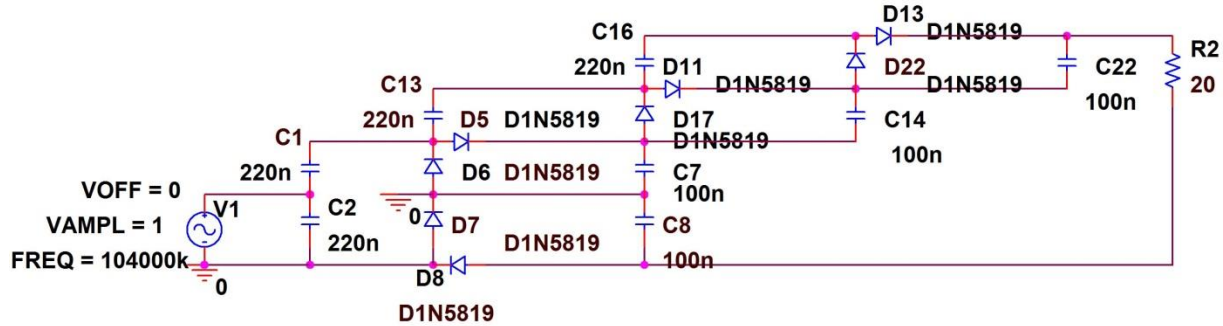 D13
C16
D1N5819
R2
220n
D11
D22
C22
20
C13
D1N5819
D1N5819
100n
220n
D5
D1N5819
D17
C14
C1
D1N5819
100n
220n
D6
D1N5819
C7
VOFF = 0
100n
V1
C2
0
D7
C8
VAMPL = 1
220n
D1N5819
100n
FREQ = 104000k
0
D8
D1N5819